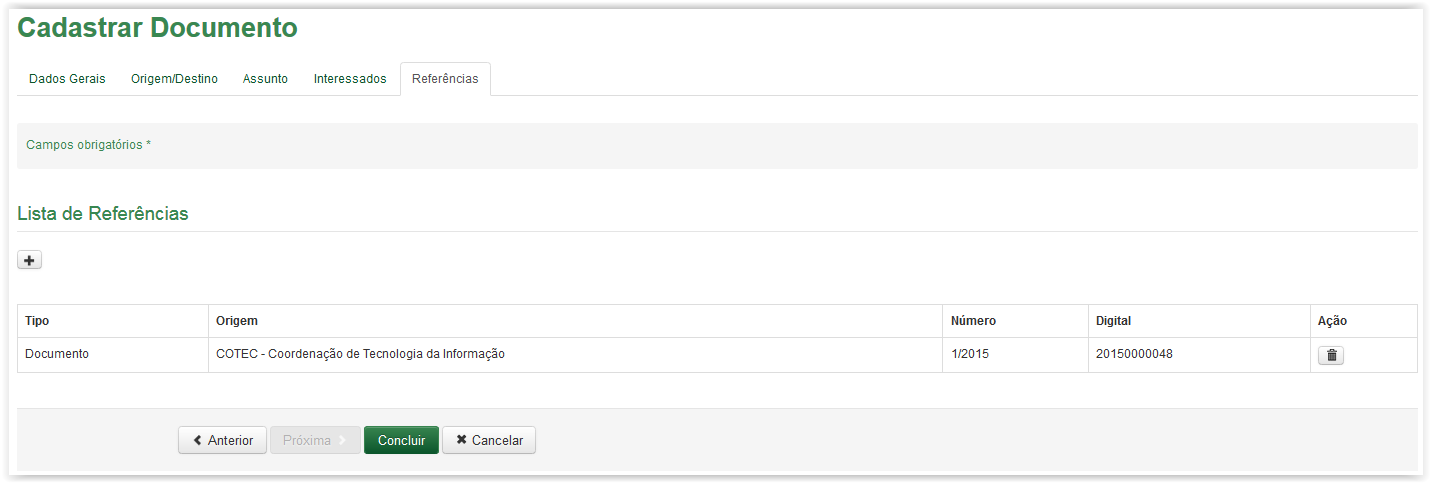 Cadastrar Documento
Dados Gerais Origem/Destino Assunto Interessados Referências
Campos obrigatórios *
Lista de Referências
Tipo Origem Número Digital Ação
Documento COTEC - Coordenação de Tecnologia da Informação 1/2015 20150000048
Anterior Próxima Concluir Cancelar